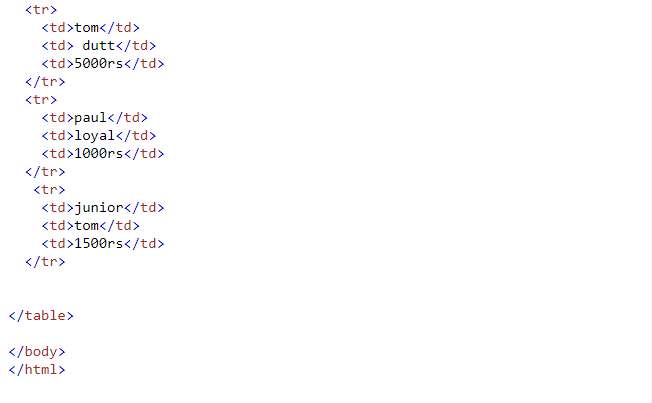 <tr>
<td>tom</td>
<td> dutt</td>
<td>5000rs</td>
</tr>
<tr>
<td>paul</td>
<td>loyal</td>
<td>1000rs</td>
</tr>
<tr>
<td>junior</td>
<td>tom</td>
<td>1500rs</td>
</tr>
</table>
</body>
</html>